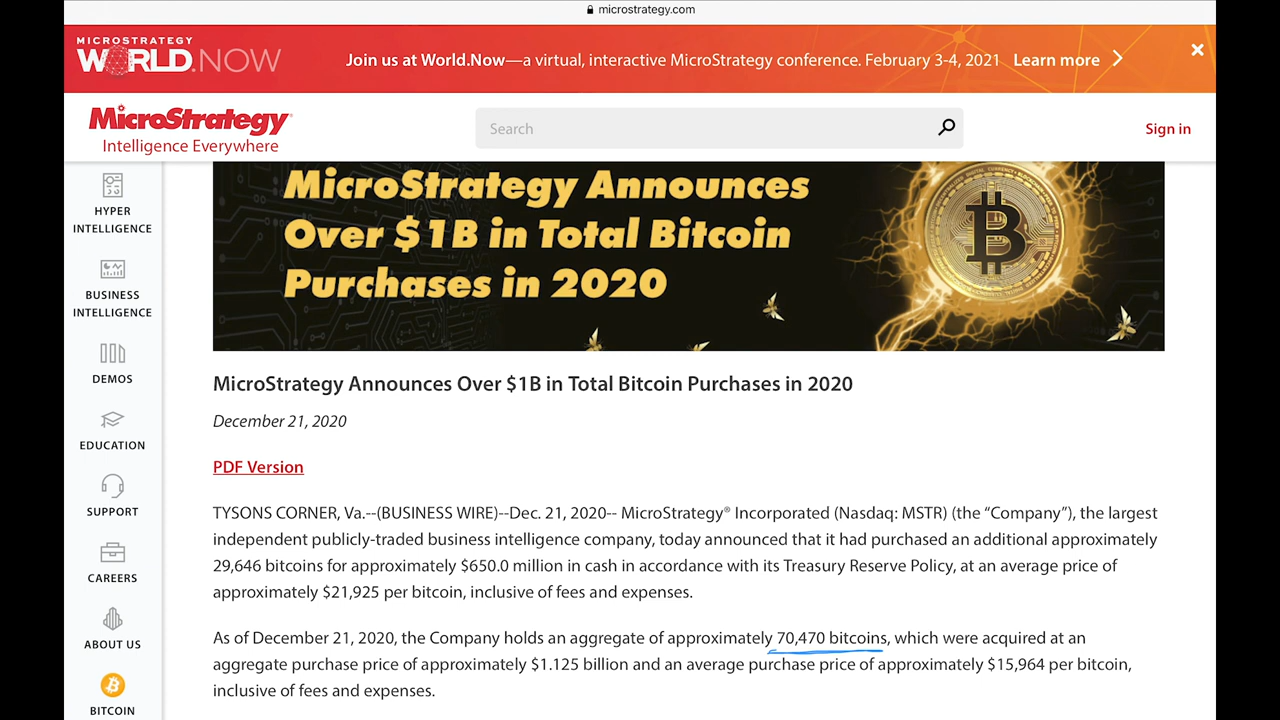 microstrategy.com
MICROSTRATEGY
WORLD.NOW
Join us at World.Now—a virtual, interactive MicroStrategy conference. February 3-4, 2021 Learn more
MicroStrategy
Intelligence Everywhere
Search
Sign in
HYPER
INTELLIGENCE
BUSINESS
INTELLIGENCE
DEMOS
EDUCATION
SUPPORT
CAREERS
ABOUT US
BITCOIN
MicroStrategy Announces
Over $1B in Total Bitcoin
Purchases in 2020
MicroStrategy Announces Over $1B in Total Bitcoin Purchases in 2020
December 21, 2020
PDF Version
TYSONS CORNER, Va.--(BUSINESS WIRE)--Dec. 21, 2020-- MicroStrategy® Incorporated (Nasdaq: MSTR) (the “Company”), the largest
independent publicly-traded business intelligence company, today announced that it had purchased an additional approximately
29,646 bitcoins for approximately $650.0 million in cash in accordance with its Treasury Reserve Policy, at an average price of
approximately $21,925 per bitcoin, inclusive of fees and expenses.
As of December 21, 2020, the Company holds an aggregate of approximately 70,470 bitcoins, which were acquired at an
aggregate purchase price of approximately $1.125 billion and an average purchase price of approximately $15,964 per bitcoin,
inclusive of fees and expenses.